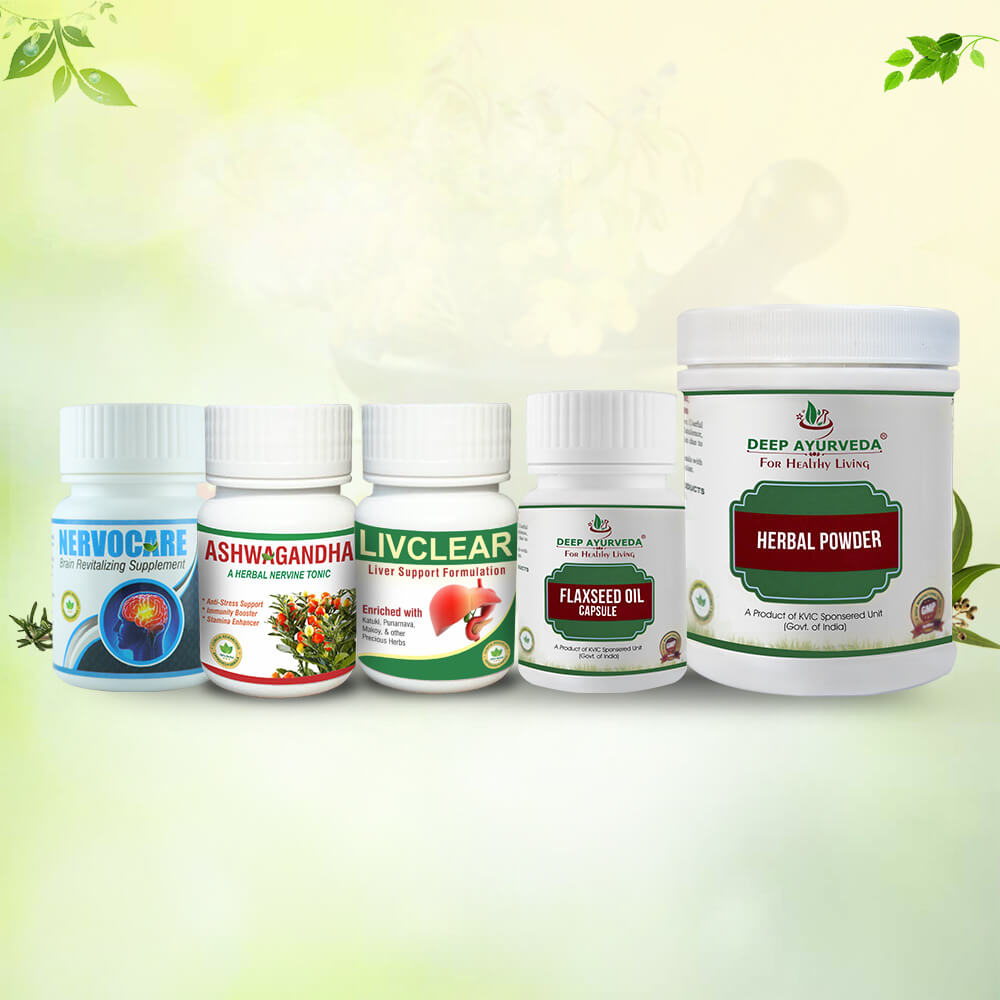 NERVOCARE
Brain Revitalizing Supplement
ASHWAGANDHA
A HERBAL NERVINE TONIC
* Anti-Stress Support
* Immunity Booster
* Stamina Enhancer
LIVCLEAR
Liver Support Formulation
Enriched with
Katuki, Punarnava,
Makoy, & other
Precious Herbs
DEEP AYURVEDA®
FOR HEALTHY LIVING
FLAXSEED OIL
CAPSULE
A Product of KVIC Sponsered Unit
(Govt. of India)
DEEP AYURVEDA®
FOR HEALTHY LIVING
HERBAL POWDER
A Product of KVIC Sponsered Unit
(Govt. of India)
GMP